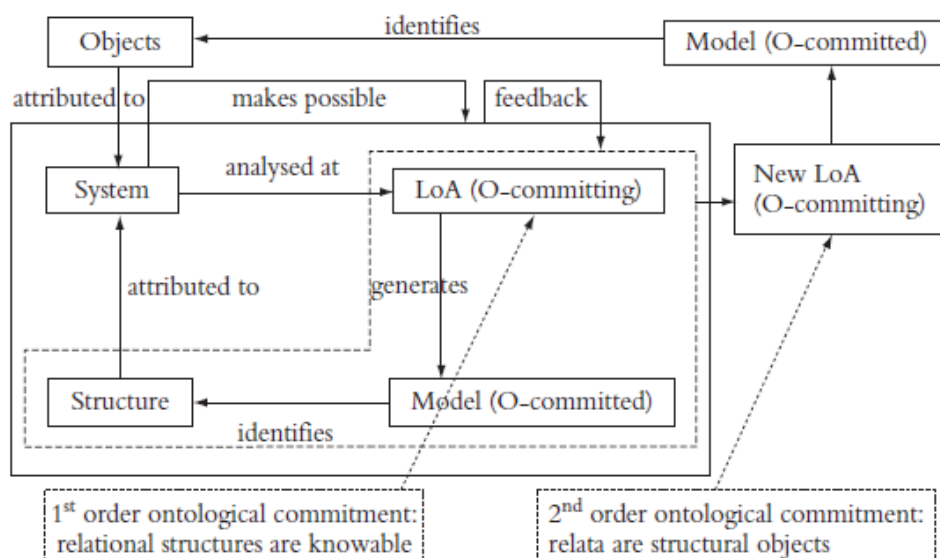 Objects
identifies
Model (O-committed)
attributed to
makes possible
feedback
System
analysed at
LoA (O-committing)
New LoA
(O-committing)
attributed to
generates
Structure
identifies
Model (O-committed)
1st order ontological commitment:
relational structures are knowable
2nd order ontological commitment:
relata are structural objects